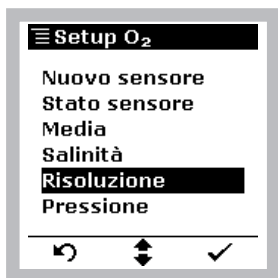 Setup O₂
Nuovo sensore
Stato sensore
Media
Salinità
Risoluzione
Pressione